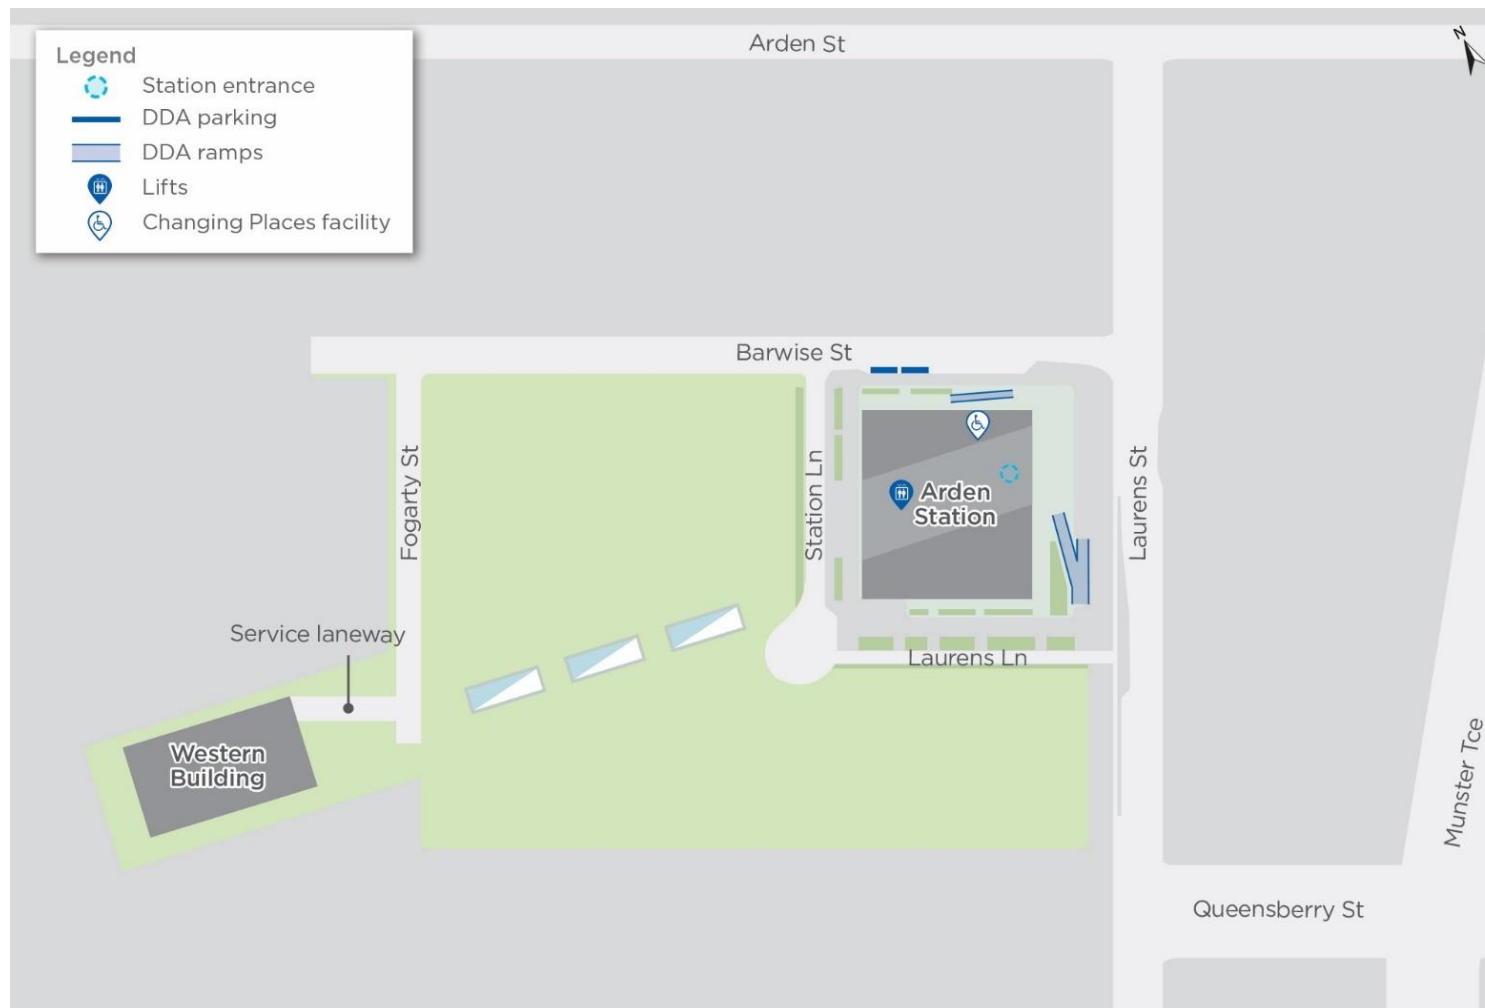 Legend
Station entrance
DDA parking
DDA ramps
Lifts
Changing Places facility
Arden St
N
Barwise St
Fogarty St
Station Ln
Arden
Station
Laurens St
Service laneway
Laurens Ln
Western
Building
Munster Tce
Queensberry St